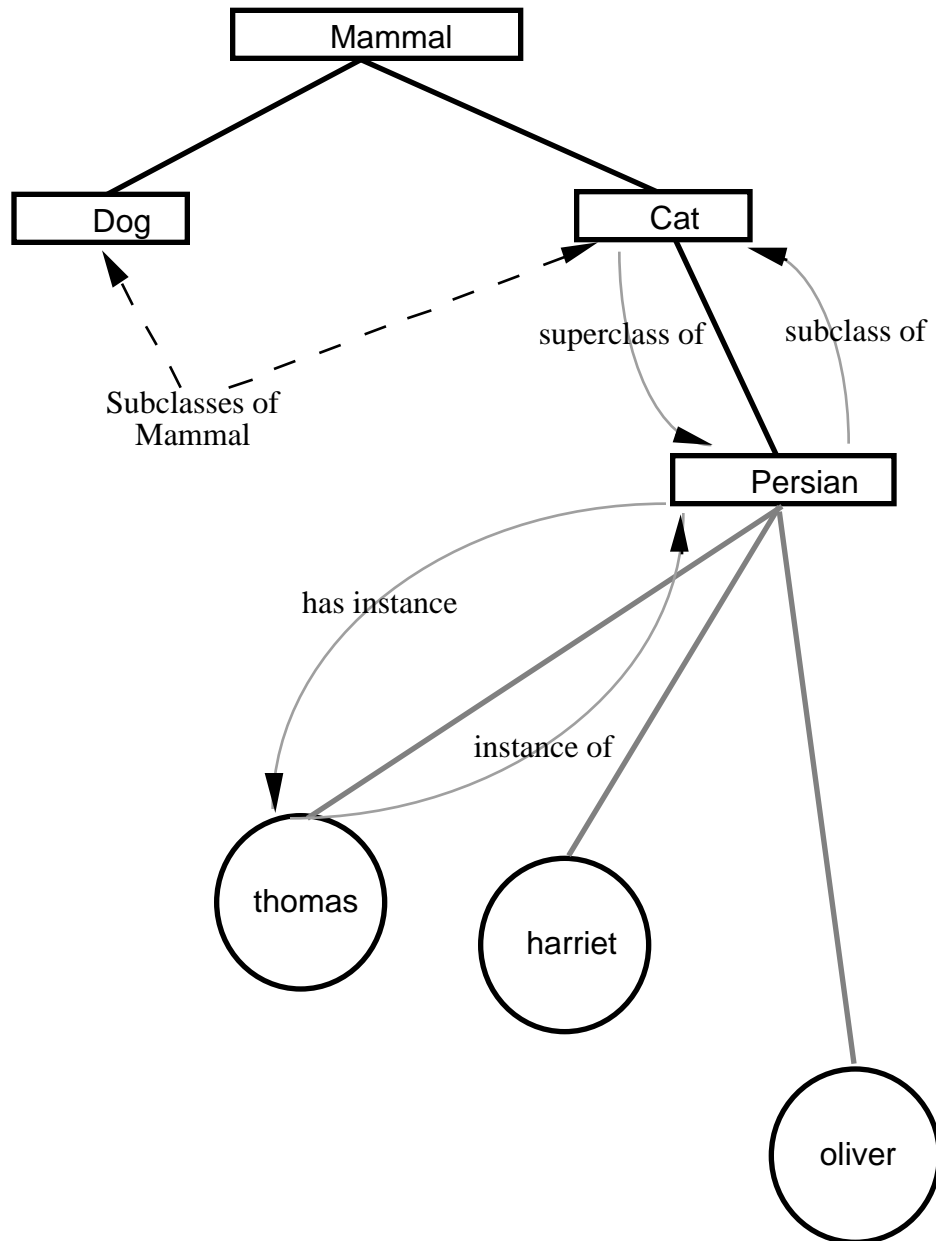 Mammal
Dog
Cat
superclass of
subclass of
Subclasses of
Mammal
Persian
has instance
instance of
thomas
harriet
oliver